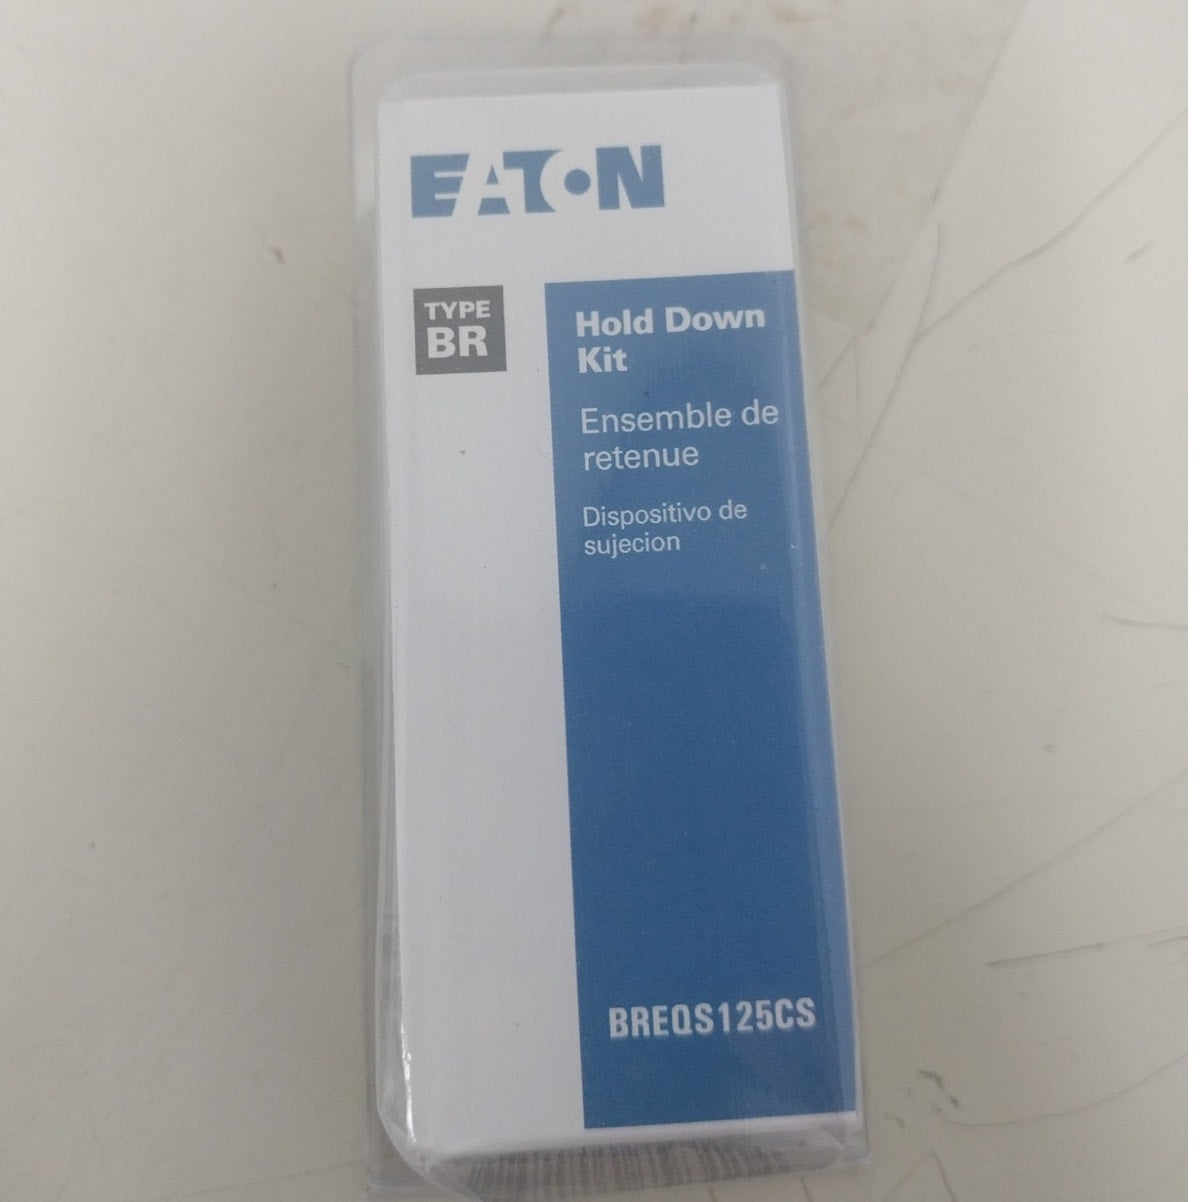 EATON
TYPE
BR
Hold Down
Kit
Ensemble de
retenue
Dispositivo de
sujecion
BREQS125CS